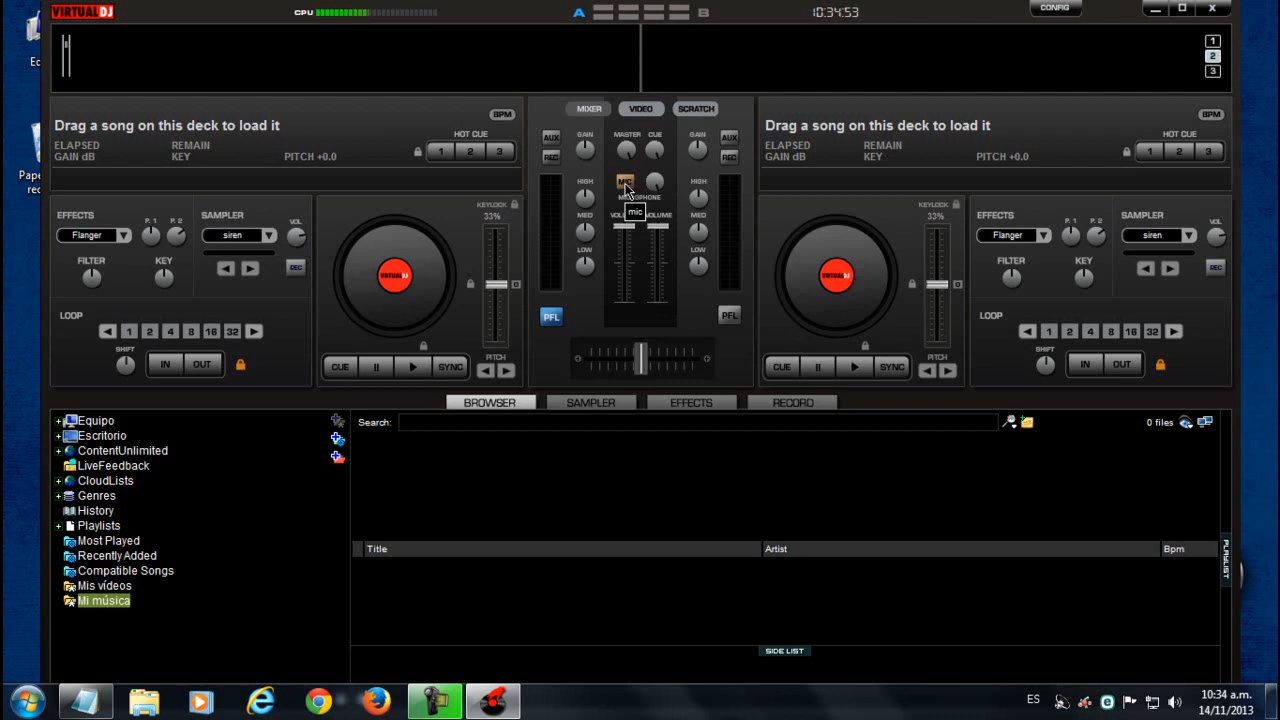 VIRTUALDJ
CPU
A
B
10:34:53
CONFIG
1
2
3
BPM
Drag a song on this deck to load it
ELAPSED
REMAIN
GAIN dB
KEY
PITCH +0.0
HOT CUE
1 2 3
MIXER
VIDEO
SCRATCH
AUX
REC
GAIN
MASTER
CUE
GAIN
AUX
REC
HIGH
MIC
HIGH
mic
MED
VOLUME
MED
LOW
LOW
PFL
PFL
BPM
Drag a song on this deck to load it
ELAPSED
REMAIN
GAIN dB
KEY
PITCH +0.0
HOT CUE
1 2 3
EFFECTS
P. 1
P. 2
SAMPLER
VOL
Flanger
siren
FILTER
KEY
REC
LOOP
1 2 4 8 16 32
SHIFT
IN
OUT
KEYLOCK
33%
VIRTUALDJ
0
CUE
SYNC
PITCH
KEYLOCK
33%
VIRTUALDJ
0
CUE
SYNC
PITCH
EFFECTS
P. 1
P. 2
SAMPLER
VOL
Flanger
siren
FILTER
KEY
REC
LOOP
1 2 4 8 16 32
SHIFT
IN
OUT
BROWSER
SAMPLER
EFFECTS
RECORD
Equipo
Escritorio
ContentUnlimited
LiveFeedback
CloudLists
Genres
History
Playlists
Most Played
Recently Added
Compatible Songs
Mis vídeos
Mi música
Search:
0 files
Title
Artist
Bpm
PLAYLIST
SIDE LIST
ES
10:34 a.m.
14/11/2013